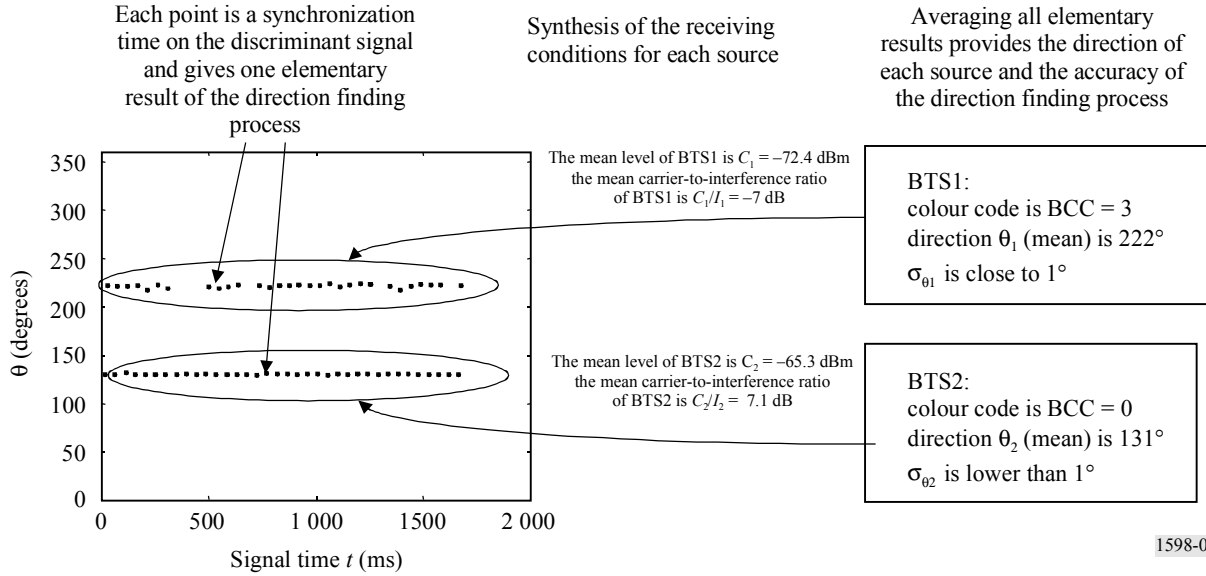 Each point is a synchronization
time on the discriminant signal
and gives one elementary
result of the direction finding
process
Synthesis of the receiving
conditions for each source
Averaging all elementary
results provides the direction of
each source and the accuracy of
the direction finding process
350
300
250
200
150
100
50
0
θ (degrees)
0
500
1 000
1500
2 000
Signal time t (ms)
The mean level of BTS1 is C₁ = –72.4 dBm
the mean carrier-to-interference ratio
of BTS1 is C₁/I₁ = –7 dB
The mean level of BTS2 is C₂ = –65.3 dBm
the mean carrier-to-interference ratio
of BTS2 is C₂/I₂ = 7.1 dB
BTS1:
colour code is BCC = 3
direction θ₁ (mean) is 222°
σθ1 is close to 1°
BTS2:
colour code is BCC = 0
direction θ₂ (mean) is 131°
σθ2 is lower than 1°
1598-0